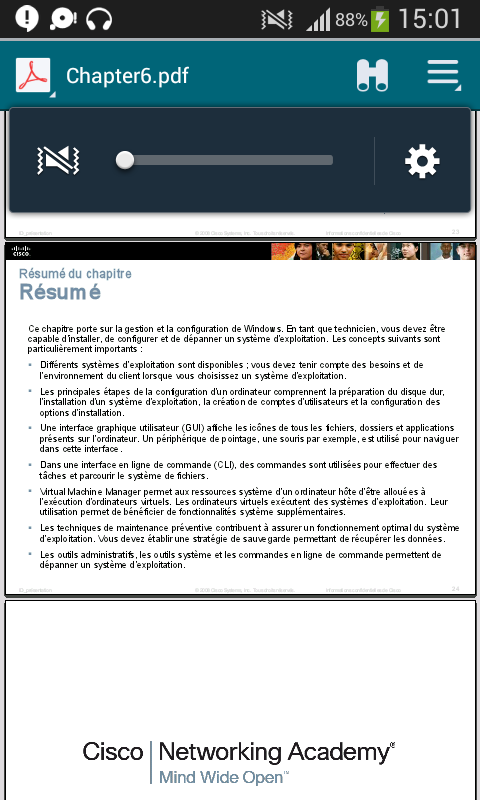 88% 15:01
Chapter6.pdf
ID_présentation © 2008 Cisco Systems, Inc. Tous droits réservés. Informations confidentielles de Cisco 23
cisco.
Résumé du chapitre
Résumé
Ce chapitre porte sur la gestion et la configuration de Windows. En tant que technicien, vous devez être
capable d'installer, de configurer et de dépanner un système d'exploitation. Les concepts suivants sont
particulièrement importants :
Différents systèmes d'exploitation sont disponibles ; vous devez tenir compte des besoins et de
l'environnement du client lorsque vous choisissez un système d'exploitation.
Les principales étapes de la configuration d'un ordinateur comprennent la préparation du disque dur,
l'installation d'un système d'exploitation, la création de comptes d'utilisateurs et la configuration des
options d'installation.
Une interface graphique utilisateur (GUI) affiche les icônes de tous les fichiers, dossiers et applications
présents sur l'ordinateur. Un périphérique de pointage, une souris par exemple, est utilisé pour naviguer
dans cette interface.
Dans une interface en ligne de commande (CLI), des commandes sont utilisées pour effectuer des
tâches et parcourir le système de fichiers.
Virtual Machine Manager permet aux ressources système d'un ordinateur hôte d'être allouées à
l'exécution d'ordinateurs virtuels. Les ordinateurs virtuels exécutent des systèmes d'exploitation. Leur
utilisation permet de bénéficier de fonctionnalités système supplémentaires.
Les techniques de maintenance préventive contribuent à assurer un fonctionnement optimal du système
d'exploitation. Vous devez établir une stratégie de sauvegarde permettant de récupérer les données.
Les outils administratifs, les outils système et les commandes en ligne de commande permettent de
dépanner un système d'exploitation.
ID_présentation © 2008 Cisco Systems, Inc. Tous droits réservés. Informations confidentielles de Cisco 24
Cisco Networking Academy®
Mind Wide Open™